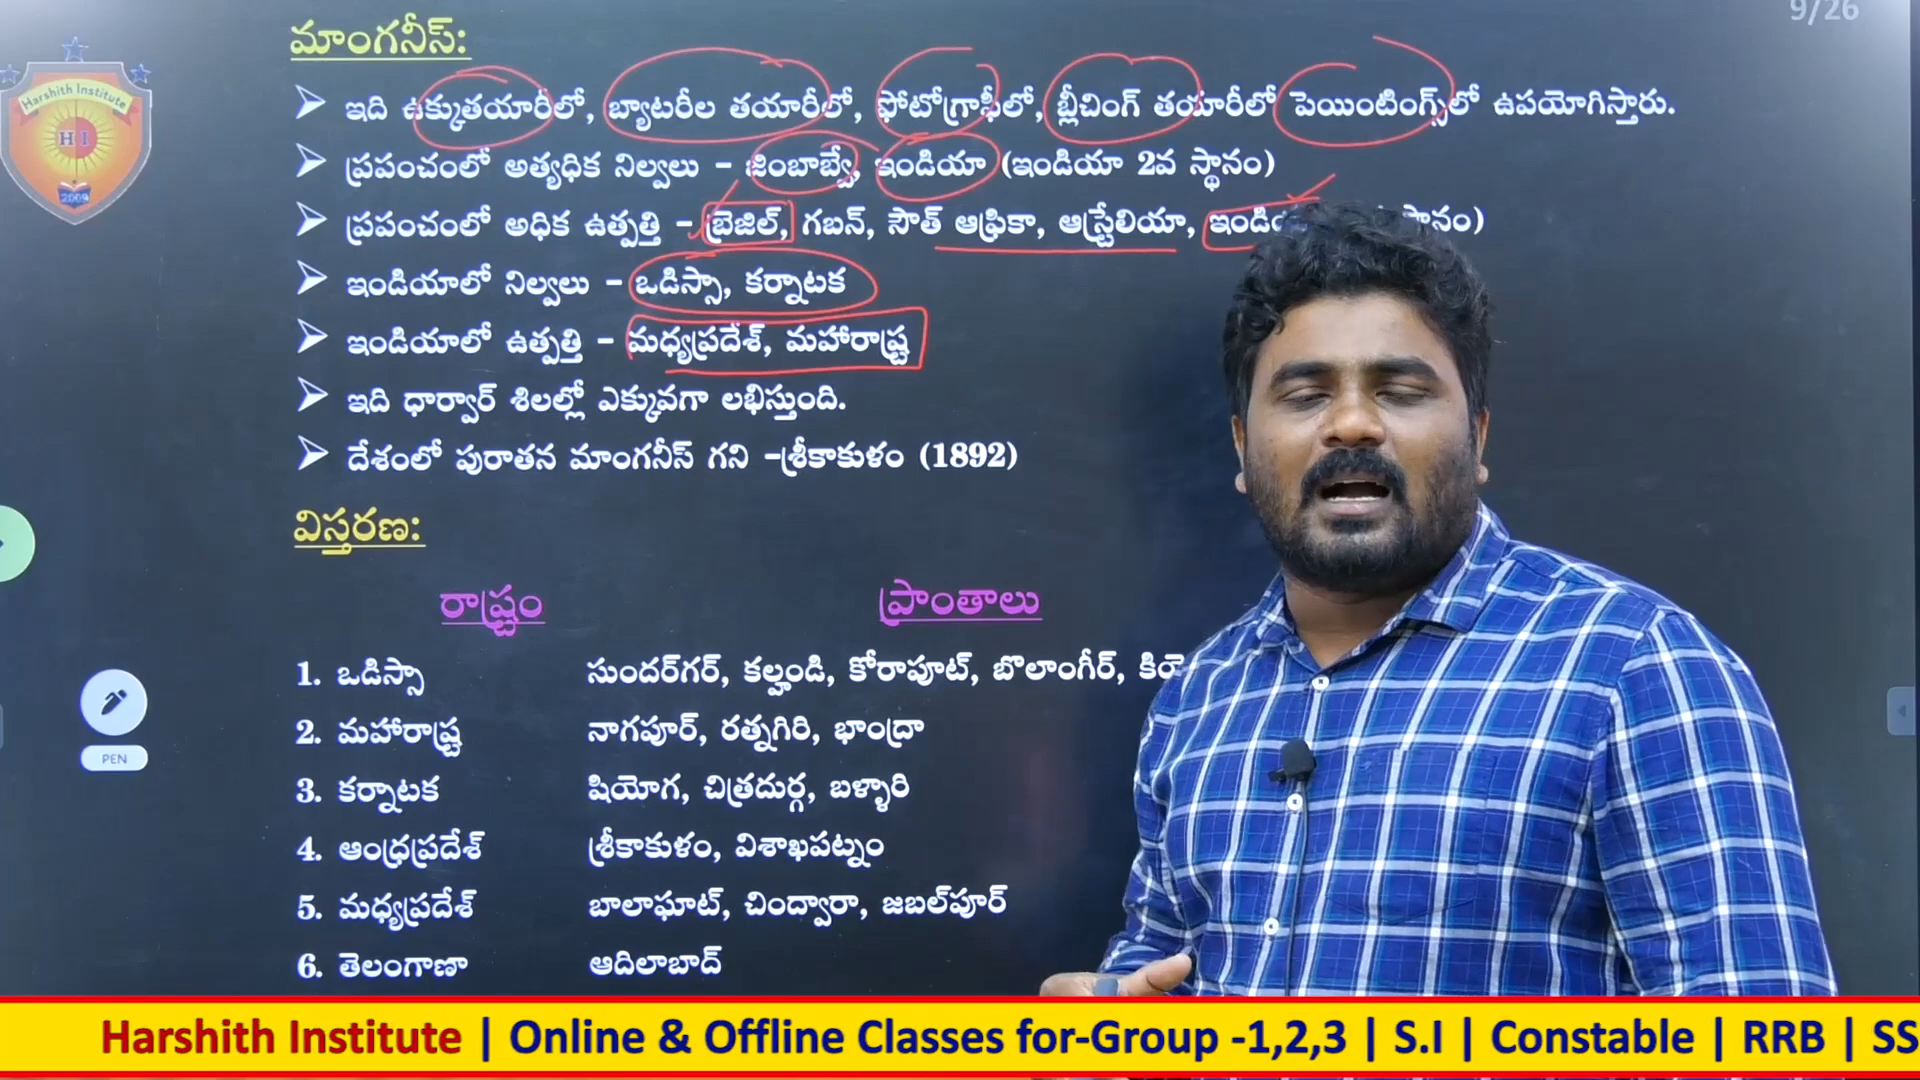 9/26
మాంగనీస్:
Harshith Institute
H I
2009
ఇది ఉక్కుతయారీలో, బ్యాటరీల తయారీలో, ఫోటోగ్రాఫీలో, బ్లీచింగ్ తయారీలో పెయింటింగ్స్‌లో ఉపయోగిస్తారు.
ప్రపంచంలో అత్యధిక నిల్వలు - జింబాబ్వే, ఇండియా (ఇండియా 2వ స్థానం)
ప్రపంచంలో అధిక ఉత్పత్తి - బ్రెజిల్, గబన్, సౌత్ ఆఫ్రికా, ఆస్ట్రేలియా,
ఇండియాలో నిల్వలు - ఒడిస్సా, కర్నాటక
ఇండియాలో ఉత్పత్తి - మధ్యప్రదేశ్, మహారాష్ట్ర
ఇది ధార్వార్ శిలల్లో ఎక్కువగా లభిస్తుంది.
దేశంలో పురాతన మాంగనీస్ గని -శ్రీకాకుళం (1892)
విస్తరణ:
రాష్ట్రం ప్రాంతాలు
1. ఒడిస్సా సుందర్‌గర్, కల్హండి, కోరాపూట్, బొలాంగీర్,
2. మహారాష్ట్ర నాగపూర్, రత్నగిరి, భాంద్రా
3. కర్నాటక షియోగ, చిత్రదుర్గ, బళ్ళారి
4. ఆంధ్రప్రదేశ్ శ్రీకాకుళం, విశాఖపట్నం
5. మధ్యప్రదేశ్ బాలాఘాట్, చింద్వారా, జబల్‌పూర్
6. తెలంగాణా ఆదిలాబాద్
PEN
Harshith Institute | Online & Offline Classes for-Group -1,2,3 | S.I | Constable | RRB | SS